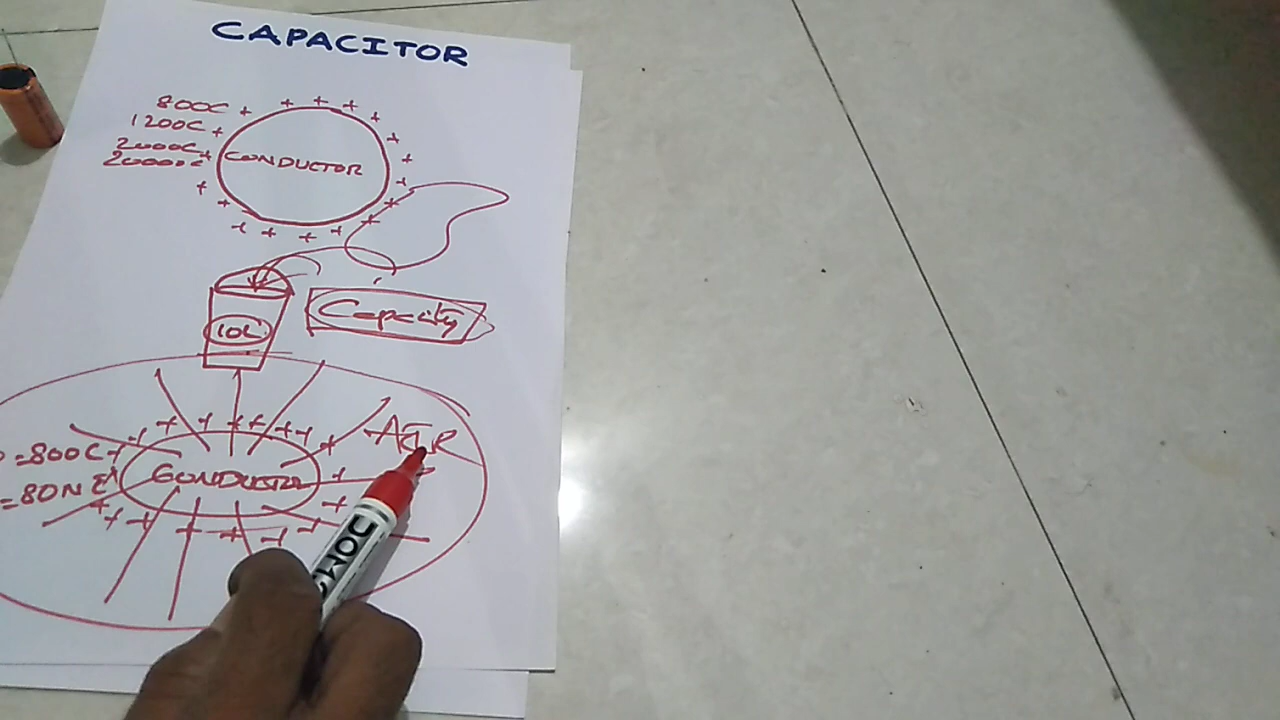 CAPACITOR
800C
1200C
2000C
20000C
CONDUCTOR
10L
Capacity
AIR
=800C
CONDUCTOR
=80N